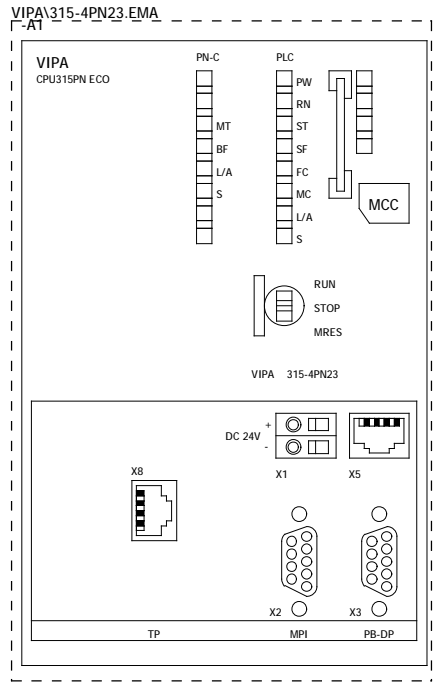 VIPA\315-4PN23.EMA
-A1
VIPA
CPU315PN ECO
PN-C
PLC
PW
RN
MT
ST
BF
SF
L/A
FC
S
MC
L/A
S
MCC
RUN
STOP
MRES
VIPA 315-4PN23
DC 24V
+
-
X8
X1
X5
X2
X3
TP
MPI
PB-DP